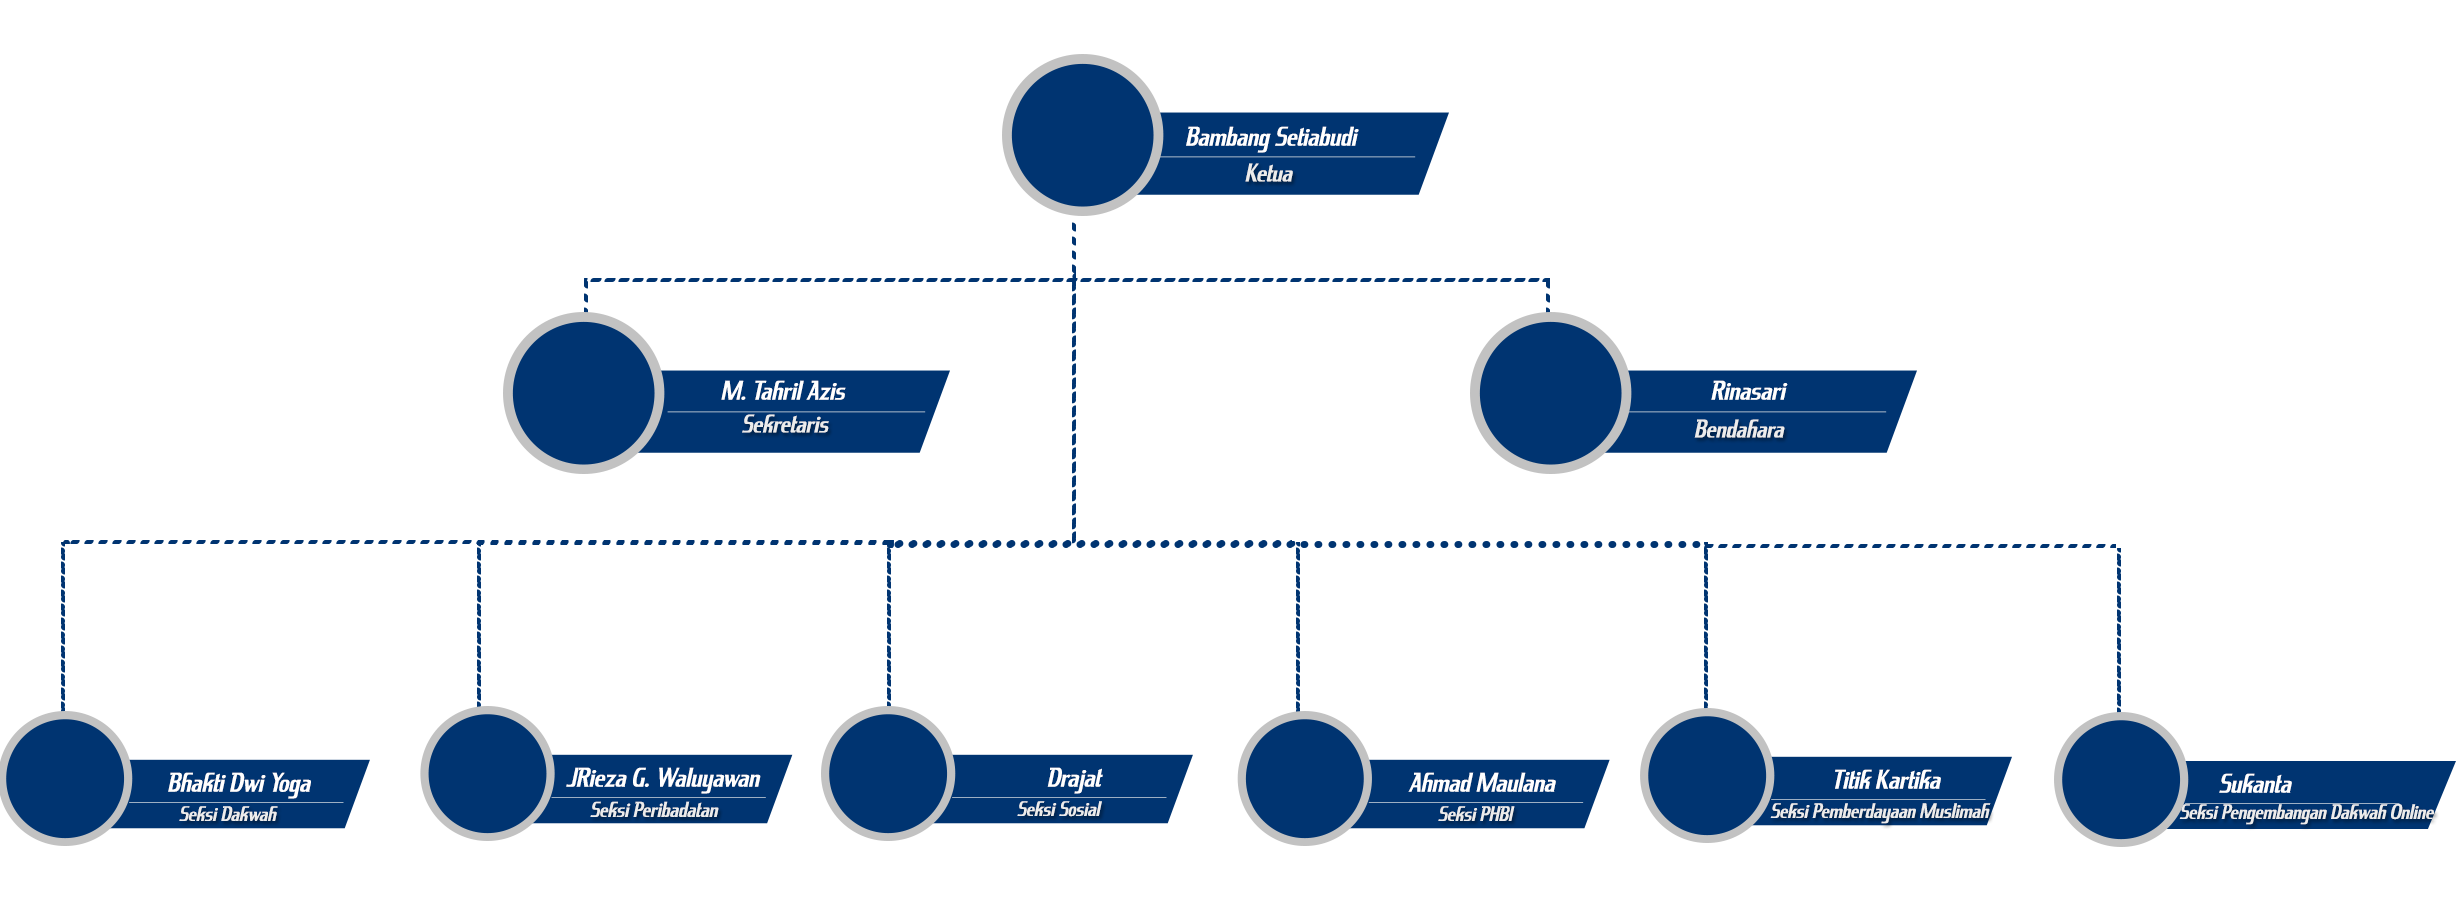 Bambang Setiabudi
Ketua
M. Tahril Azis
Sekretaris
Rinasari
Bendahara
Bhakti Dwi Yoga
Seksi Dakwah
JRieza G. Waluyawan
Seksi Peribadatan
Drajat
Seksi Sosial
Ahmad Maulana
Seksi PHBI
Titik Kartika
Seksi Pemberdayaan Muslimah
Sukanta
Seksi Pengembangan Dakwah Online